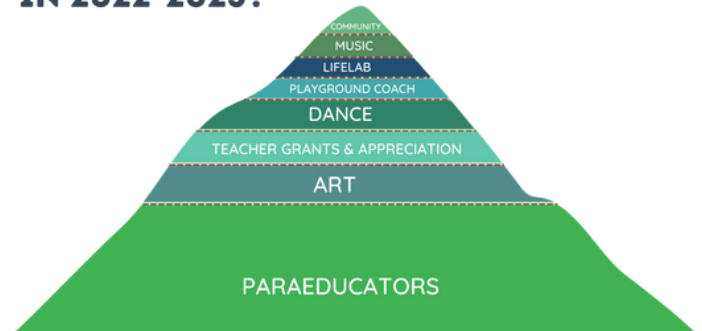 IN 2022-2023?
COMMUNITY
MUSIC
LIFELAB
PLAYGROUND COACH
DANCE
TEACHER GRANTS & APPRECIATION
ART
PARAEDUCATORS